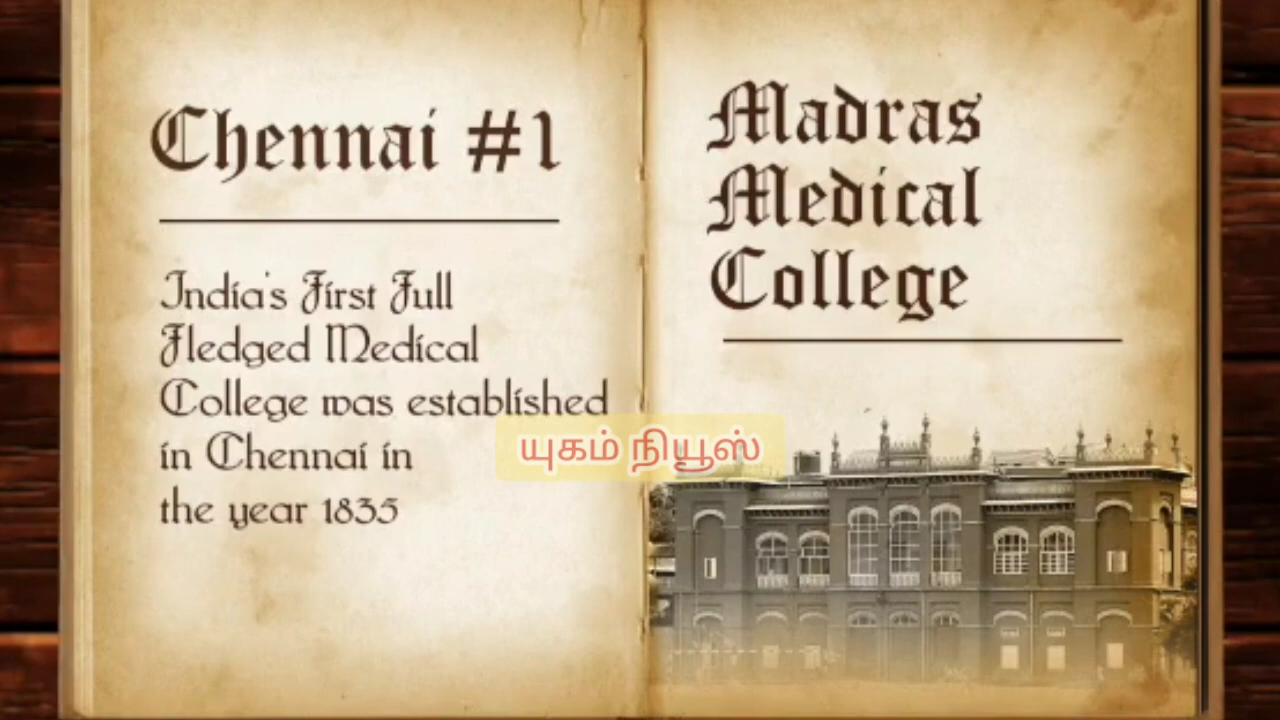 Chennai #1
India's First Full
Fledged Medical
College was established
in Chennai in
the year 1835
Madras
Medical
College
யுகம் நியூஸ்